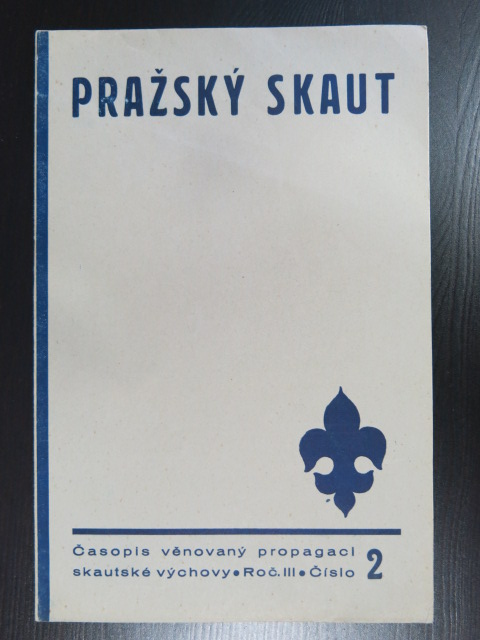 PRAŽSKÝ SKAUT
Časopis věnovaný propagaci
skautské výchovy • Roč. III • Číslo 2